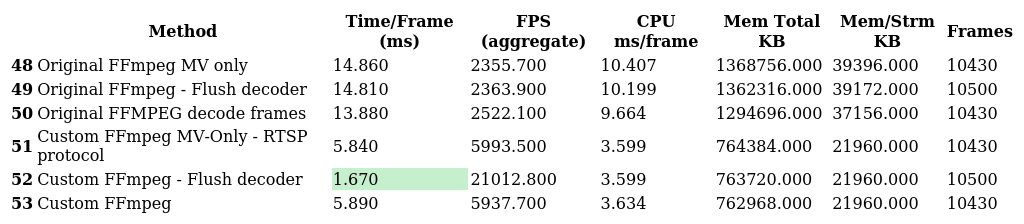 Method Time/Frame (ms) FPS (aggregate) CPU ms/frame Mem Total KB Mem/Strm KB Frames
48 Original FFmpeg MV only 14.860 2355.700 10.407 1368756.000 39396.000 10430
49 Original FFmpeg - Flush decoder 14.810 2363.900 10.199 1362316.000 39172.000 10500
50 Original FFMPEG decode frames 13.880 2522.100 9.664 1294696.000 37156.000 10430
51 Custom FFmpeg MV-Only - RTSP protocol 5.840 5993.500 3.599 764384.000 21960.000 10430
52 Custom FFmpeg - Flush decoder 1.670 21012.800 3.599 763720.000 21960.000 10500
53 Custom FFmpeg 5.890 5937.700 3.634 762968.000 21960.000 10430